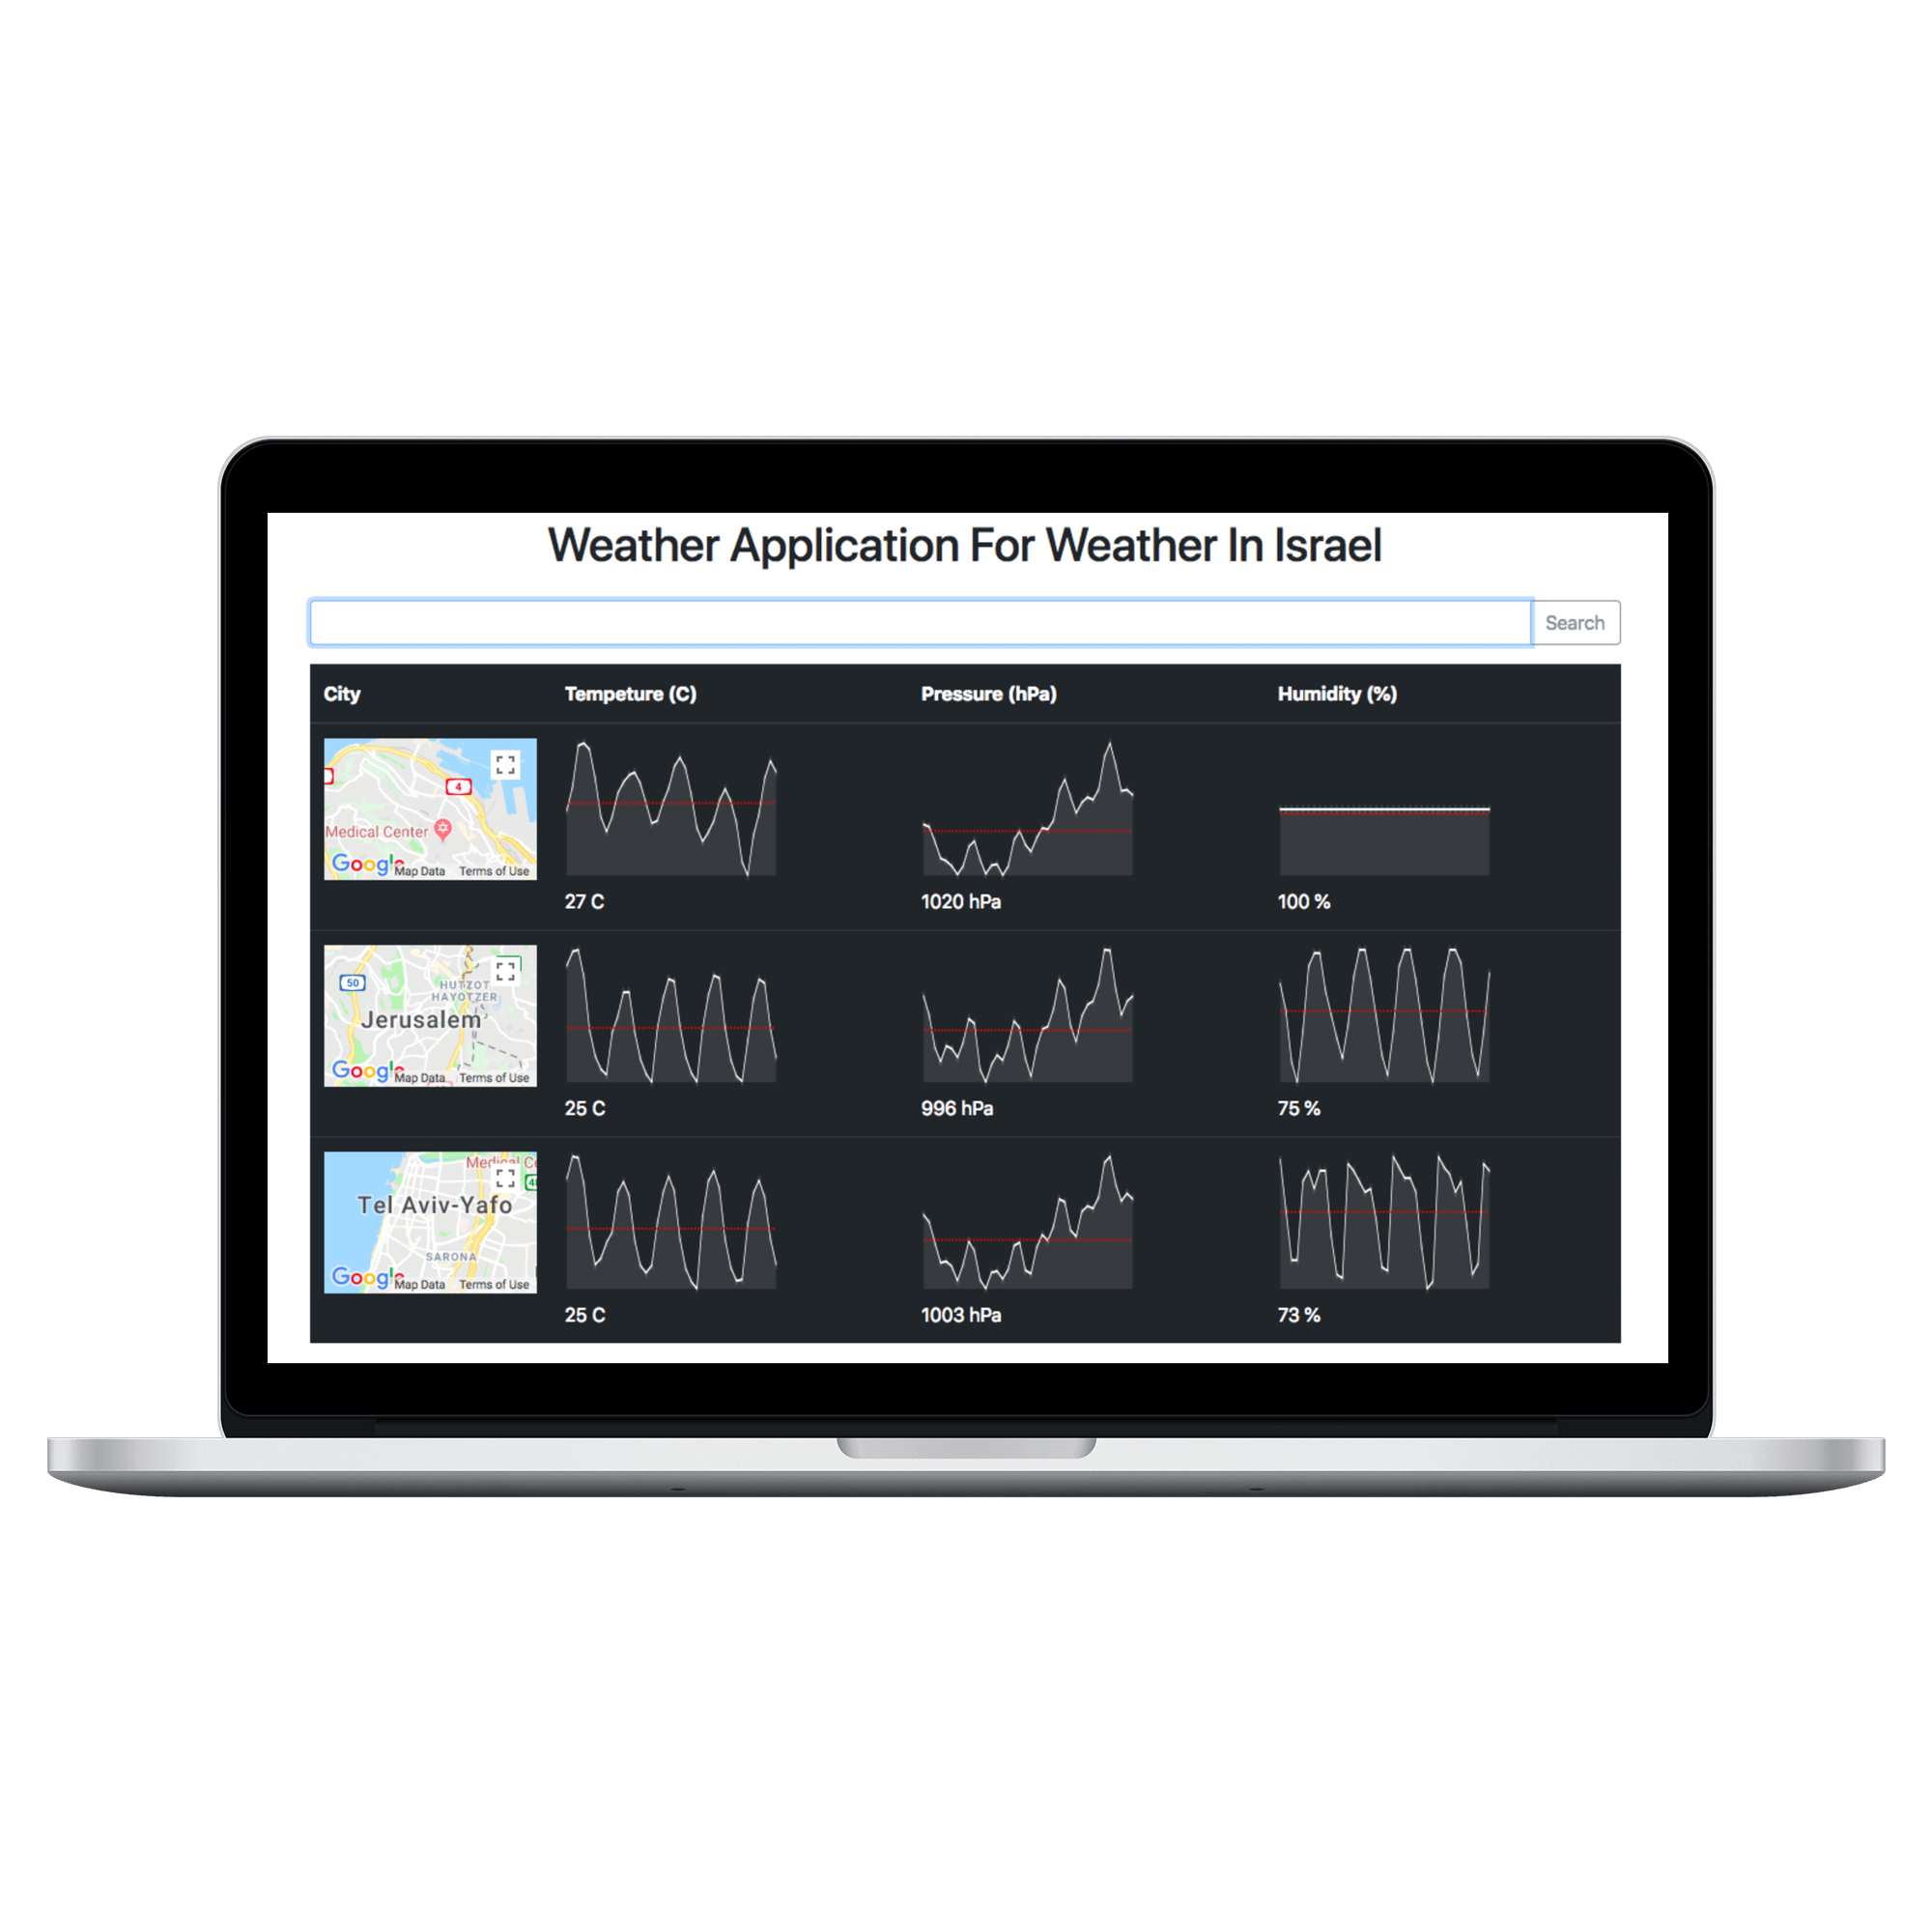 Weather Application For Weather In Israel
Search
City Tempeture (C) Pressure (hPa) Humidity (%)
4
Medical Center
Google Map Data Terms of Use
27 C 1020 hPa 100 %
50
HUTZOT
HAYOTZER
Jerusalem
Google Map Data Terms of Use
25 C 996 hPa 75 %
Medical
Tel Aviv-Yafo
SARONA
Google Map Data Terms of Use
25 C 1003 hPa 73 %